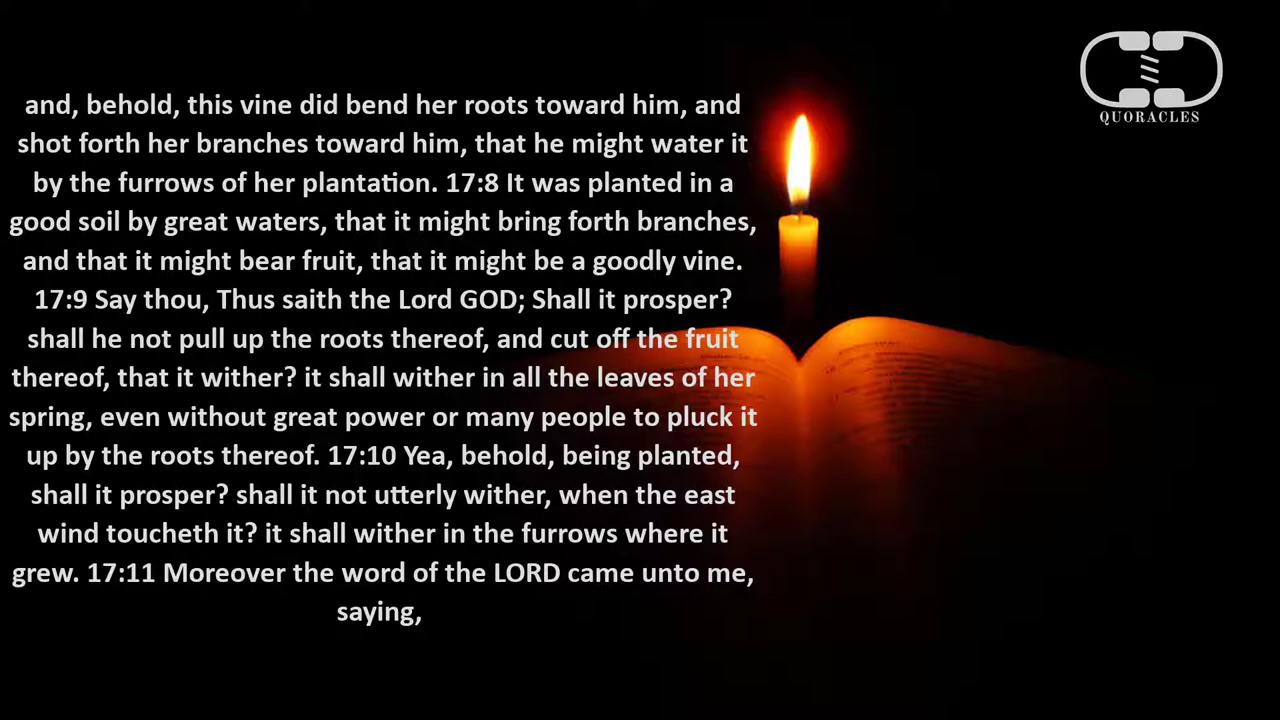 and, behold, this vine did bend her roots toward him, and
shot forth her branches toward him, that he might water it
by the furrows of her plantation. 17:8 It was planted in a
good soil by great waters, that it might bring forth branches,
and that it might bear fruit, that it might be a goodly vine.
17:9 Say thou, Thus saith the Lord GOD; Shall it prosper?
shall he not pull up the roots thereof, and cut off the fruit
thereof, that it wither? it shall wither in all the leaves of her
spring, even without great power or many people to pluck it
up by the roots thereof. 17:10 Yea, behold, being planted,
shall it prosper? shall it not utterly wither, when the east
wind toucheth it? it shall wither in the furrows where it
grew. 17:11 Moreover the word of the LORD came unto me,
saying,
QUORACLES